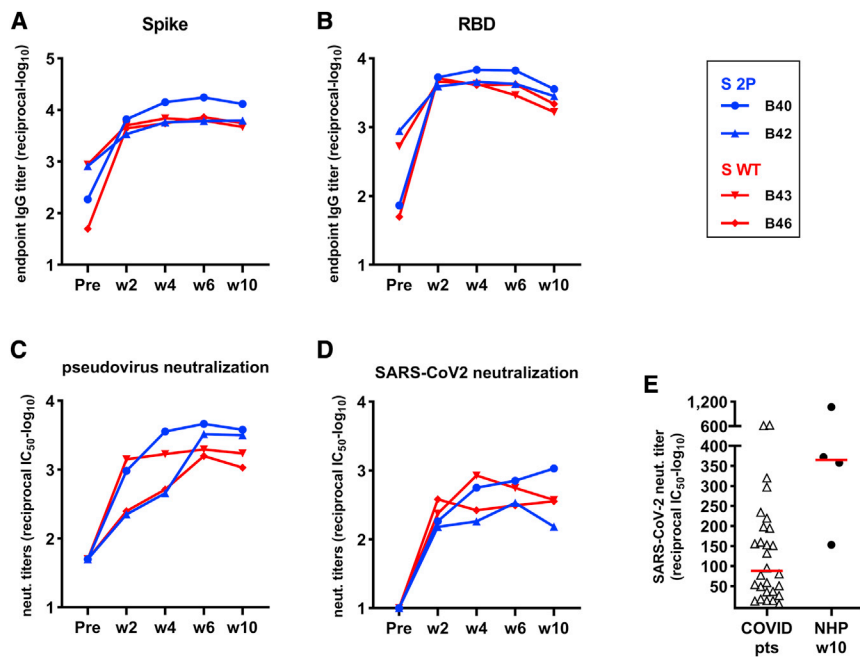 A
Spike
endpoint IgG titer (reciprocal-log10)
5
4
3
2
1
Pre w2 w4 w6 w10
B
RBD
endpoint IgG titer (reciprocal-log10)
4
3
2
1
Pre w2 w4 w6 w10
S 2P
B40
B42
S WT
B43
B46
C
pseudovirus neutralization
neut. titers (reciprocal IC50-log10)
4
3
2
1
Pre w2 w4 w6 w10
D
SARS-CoV2 neutralization
neut. titers (reciprocal IC50-log10)
4
3
2
1
Pre w2 w4 w6 w10
E
SARS-CoV-2 neut. titer
(reciprocal IC50-log10)
1,200
600
400
350
300
250
200
150
100
50
COVID NHP
pts w10